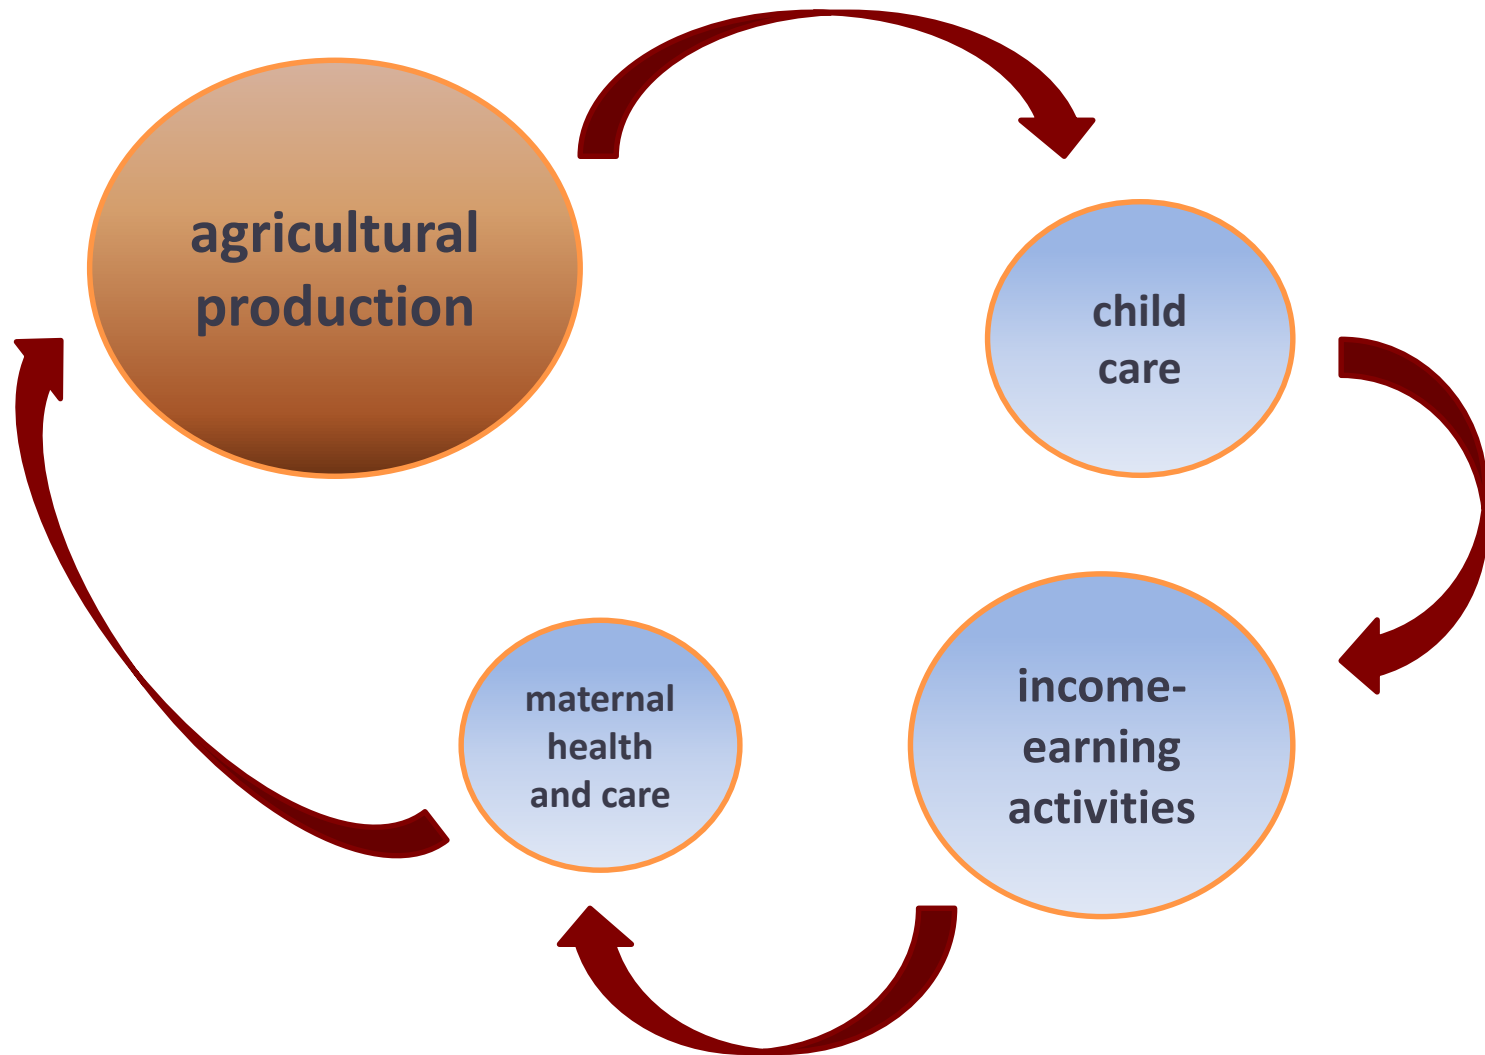 agricultural
production
child
care
income-
earning
activities
maternal
health
and care